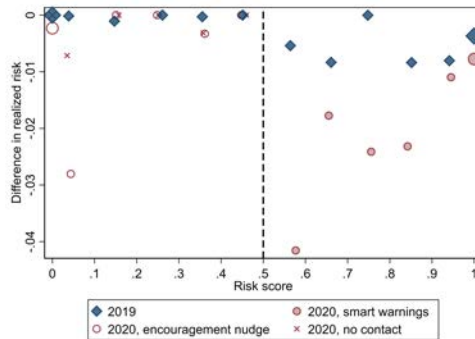 Difference in realized risk
0
-.01
-.02
-.03
-.04
0 .1 .2 .3 .4 .5 .6 .7 .8 .9 1
Risk score
2019
2020, smart warnings
2020, encouragement nudge
2020, no contact